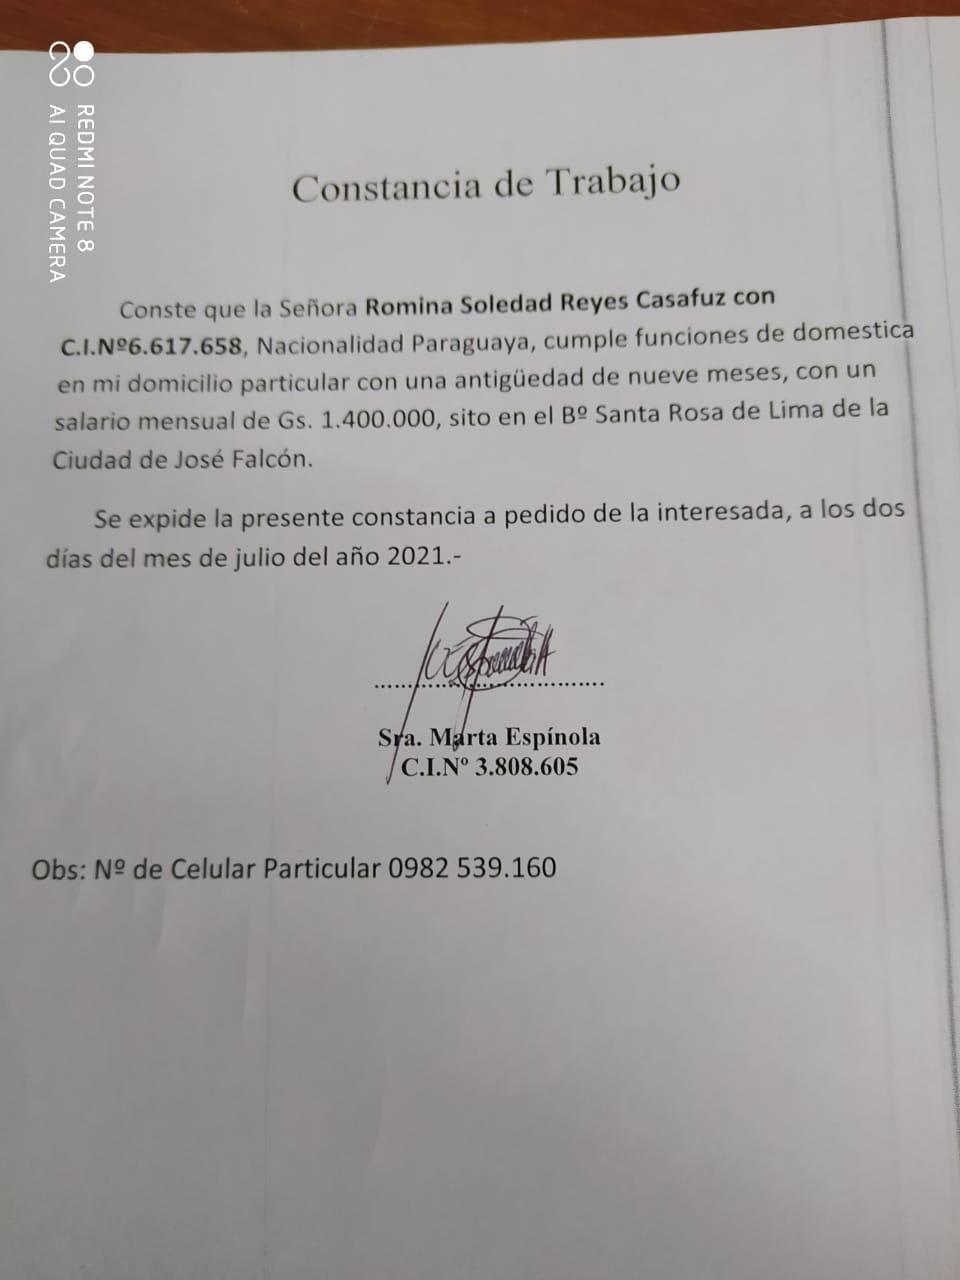 REDMI NOTE 8
AI QUAD CAMERA
Constancia de Trabajo
Conste que la Señora Romina Soledad Reyes Casafuz con
C.I.Nº6.617.658, Nacionalidad Paraguaya, cumple funciones de domestica
en mi domicilio particular con una antigüedad de nueve meses, con un
salario mensual de Gs. 1.400.000, sito en el Bº Santa Rosa de Lima de la
Ciudad de José Falcón.
Se expide la presente constancia a pedido de la interesada, a los dos
días del mes de julio del año 2021.-
Sra. Marta Espínola
C.I.Nº 3.808.605
Obs: Nº de Celular Particular 0982 539.160